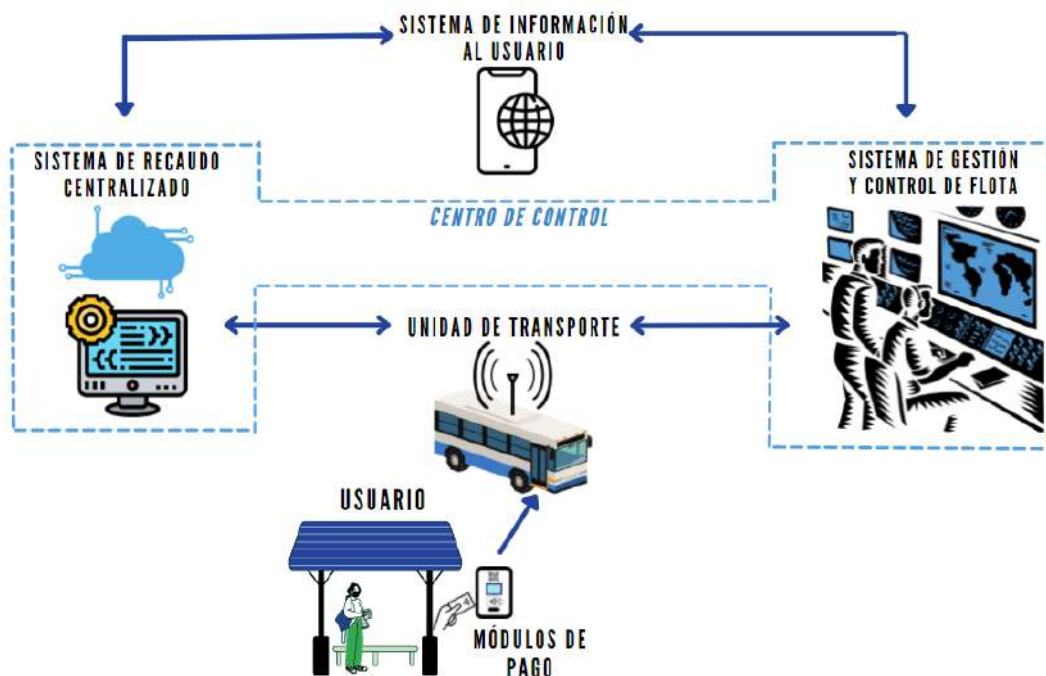 SISTEMA DE INFORMACIÓN
AL USUARIO
SISTEMA DE RECAUDO
CENTRALIZADO
SISTEMA DE GESTIÓN
Y CONTROL DE FLOTA
CENTRO DE CONTROL
UNIDAD DE TRANSPORTE
USUARIO
MÓDULOS DE
PAGO